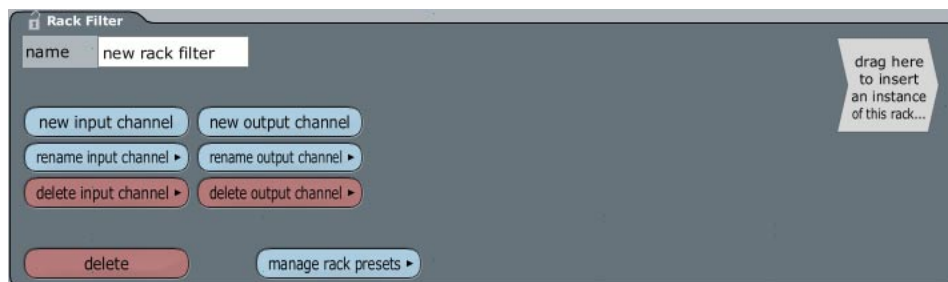 Rack Filter
name new rack filter
drag here
to insert
an instance
of this rack...
new input channel new output channel
rename input channel rename output channel
delete input channel delete output channel
delete manage rack presets